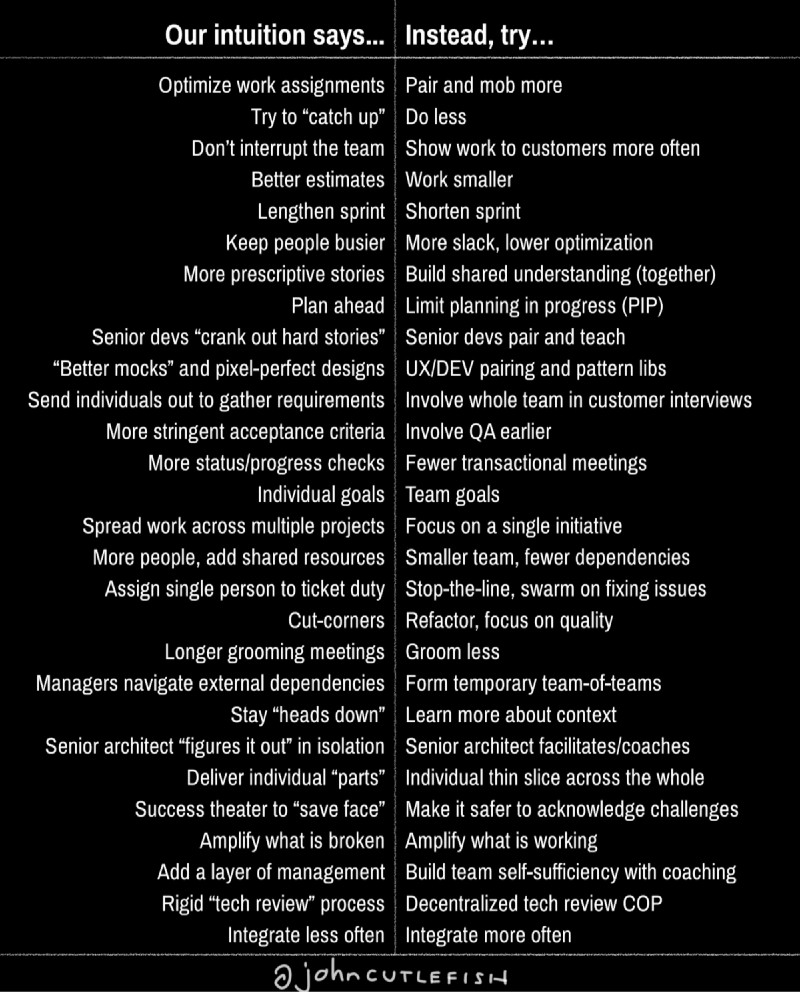 Our intuition says... Instead, try...
Optimize work assignments Pair and mob more
Try to “catch up” Do less
Don’t interrupt the team Show work to customers more often
Better estimates Work smaller
Lengthen sprint Shorten sprint
Keep people busier More slack, lower optimization
More prescriptive stories Build shared understanding (together)
Plan ahead Limit planning in progress (PIP)
Senior devs “crank out hard stories” Senior devs pair and teach
“Better mocks” and pixel-perfect designs UX/DEV pairing and pattern libs
Send individuals out to gather requirements Involve whole team in customer interviews
More stringent acceptance criteria Involve QA earlier
More status/progress checks Fewer transactional meetings
Individual goals Team goals
Spread work across multiple projects Focus on a single initiative
More people, add shared resources Smaller team, fewer dependencies
Assign single person to ticket duty Stop-the-line, swarm on fixing issues
Cut-corners Refactor, focus on quality
Longer grooming meetings Groom less
Managers navigate external dependencies Form temporary team-of-teams
Stay “heads down” Learn more about context
Senior architect “figures it out” in isolation Senior architect facilitates/coaches
Deliver individual “parts” Individual thin slice across the whole
Success theater to “save face” Make it safer to acknowledge challenges
Amplify what is broken Amplify what is working
Add a layer of management Build team self-sufficiency with coaching
Rigid “tech review” process Decentralized tech review COP
Integrate less often Integrate more often
@johnCUTLEFISH